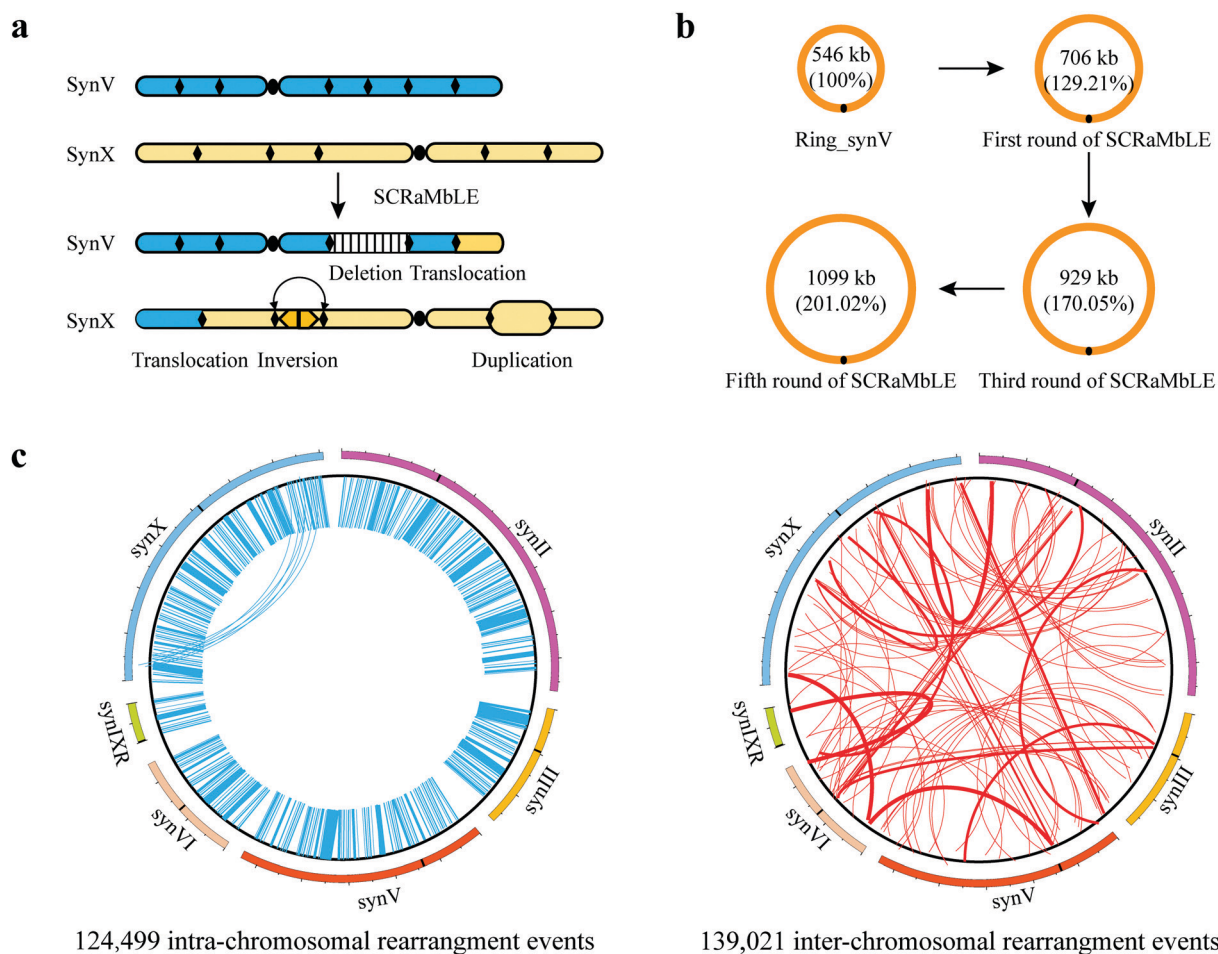 a
SynV
SynX
SCRaMbLE
SynV
Deletion Translocation
SynX
Translocation Inversion Duplication
b
546 kb
(100%)
Ring_synV
706 kb
(129.21%)
First round of SCRaMbLE
1099 kb
(201.02%)
Fifth round of SCRaMbLE
929 kb
(170.05%)
Third round of SCRaMbLE
c
synX
synII
synIXR
synIII
synVI
synV
124,499 intra-chromosomal rearrangment events
synX
synII
synIXR
synIII
synVI
synV
139,021 inter-chromosomal rearrangment events